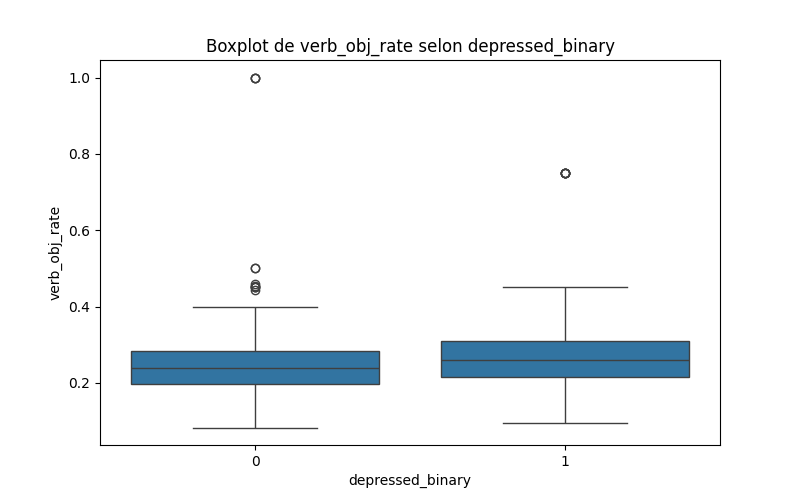 Boxplot de verb_obj_rate selon depressed_binary
1.0
0.8
0.6
0.4
0.2
verb_obj_rate
0 1
depressed_binary